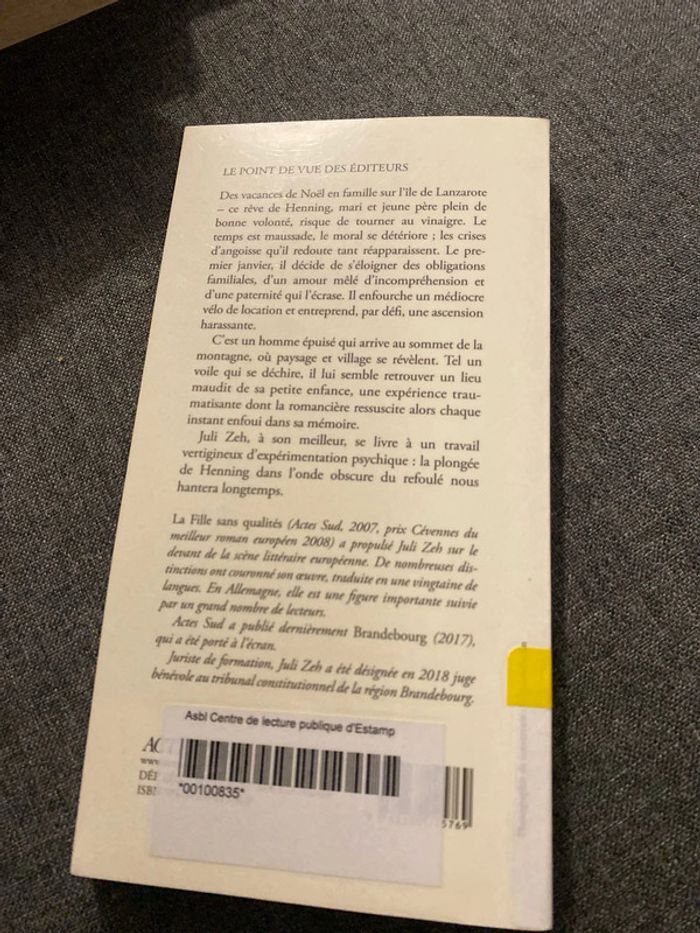 LE POINT DE VUE DES ÉDITEURS
Des vacances de Noël en famille sur l'île de Lanzarote
– ce rêve de Henning, mari et jeune père plein de
bonne volonté, risque de tourner au vinaigre. Le
temps est maussade, le moral se détériore ; les crises
d'angoisse qu'il redoute tant réapparaissent. Le pre-
mier janvier, il décide de s'éloigner des obligations
familiales, d'un amour mêlé d'incompréhension et
d'une paternité qui l'écrase. Il enfourche un médiocre
vélo de location et entreprend, par défi, une ascension
harassante.
C'est un homme épuisé qui arrive au sommet de la
montagne, où paysage et village se révèlent. Tel un
voile qui se déchire, il lui semble retrouver un lieu
maudit de sa petite enfance, une expérience trau-
matisante dont la romancière ressuscite alors chaque
instant enfoui dans sa mémoire.
Juli Zeh, à son meilleur, se livre à un travail
vertigineux d'expérimentation psychique : la plongée
de Henning dans l'onde obscure du refoulé nous
hantera longtemps.
La Fille sans qualités (Actes Sud, 2007, prix Cévennes du
meilleur roman européen 2008) a propulsé Juli Zeh sur le
devant de la scène littéraire européenne. De nombreuses dis-
tinctions ont couronné son œuvre, traduite en une vingtaine de
langues. En Allemagne, elle est une figure importante suivie
par un grand nombre de lecteurs.
Actes Sud a publié dernièrement Brandebourg (2017),
qui a été porté à l'écran.
Juriste de formation, Juli Zeh a été désignée en 2018 juge
bénévole au tribunal constitutionnel de la région Brandebourg.
Asbl Centre de lecture publique d'Estamp
*00100835*
ISBN